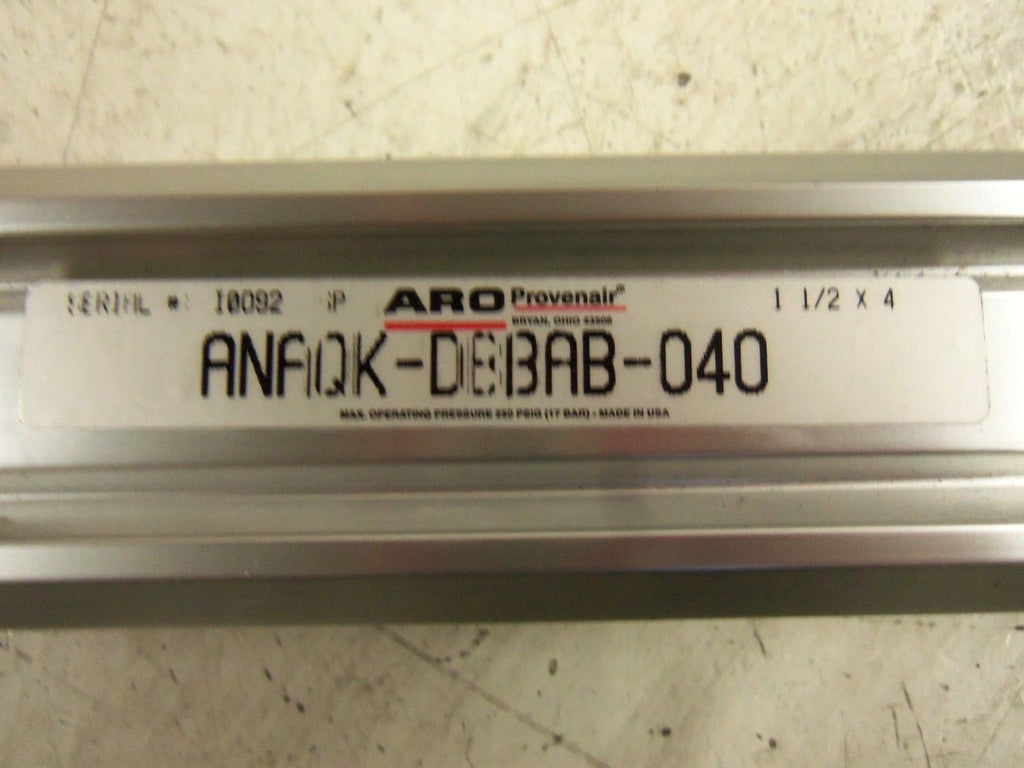 SERIAL #: I0092 P ARO Provenair® 1 1/2 X 4
BRYAN, OHIO 43506
ANAQK-DEBAB-040
MAX. OPERATING PRESSURE 250 PSIG (17 BAR) - MADE IN USA